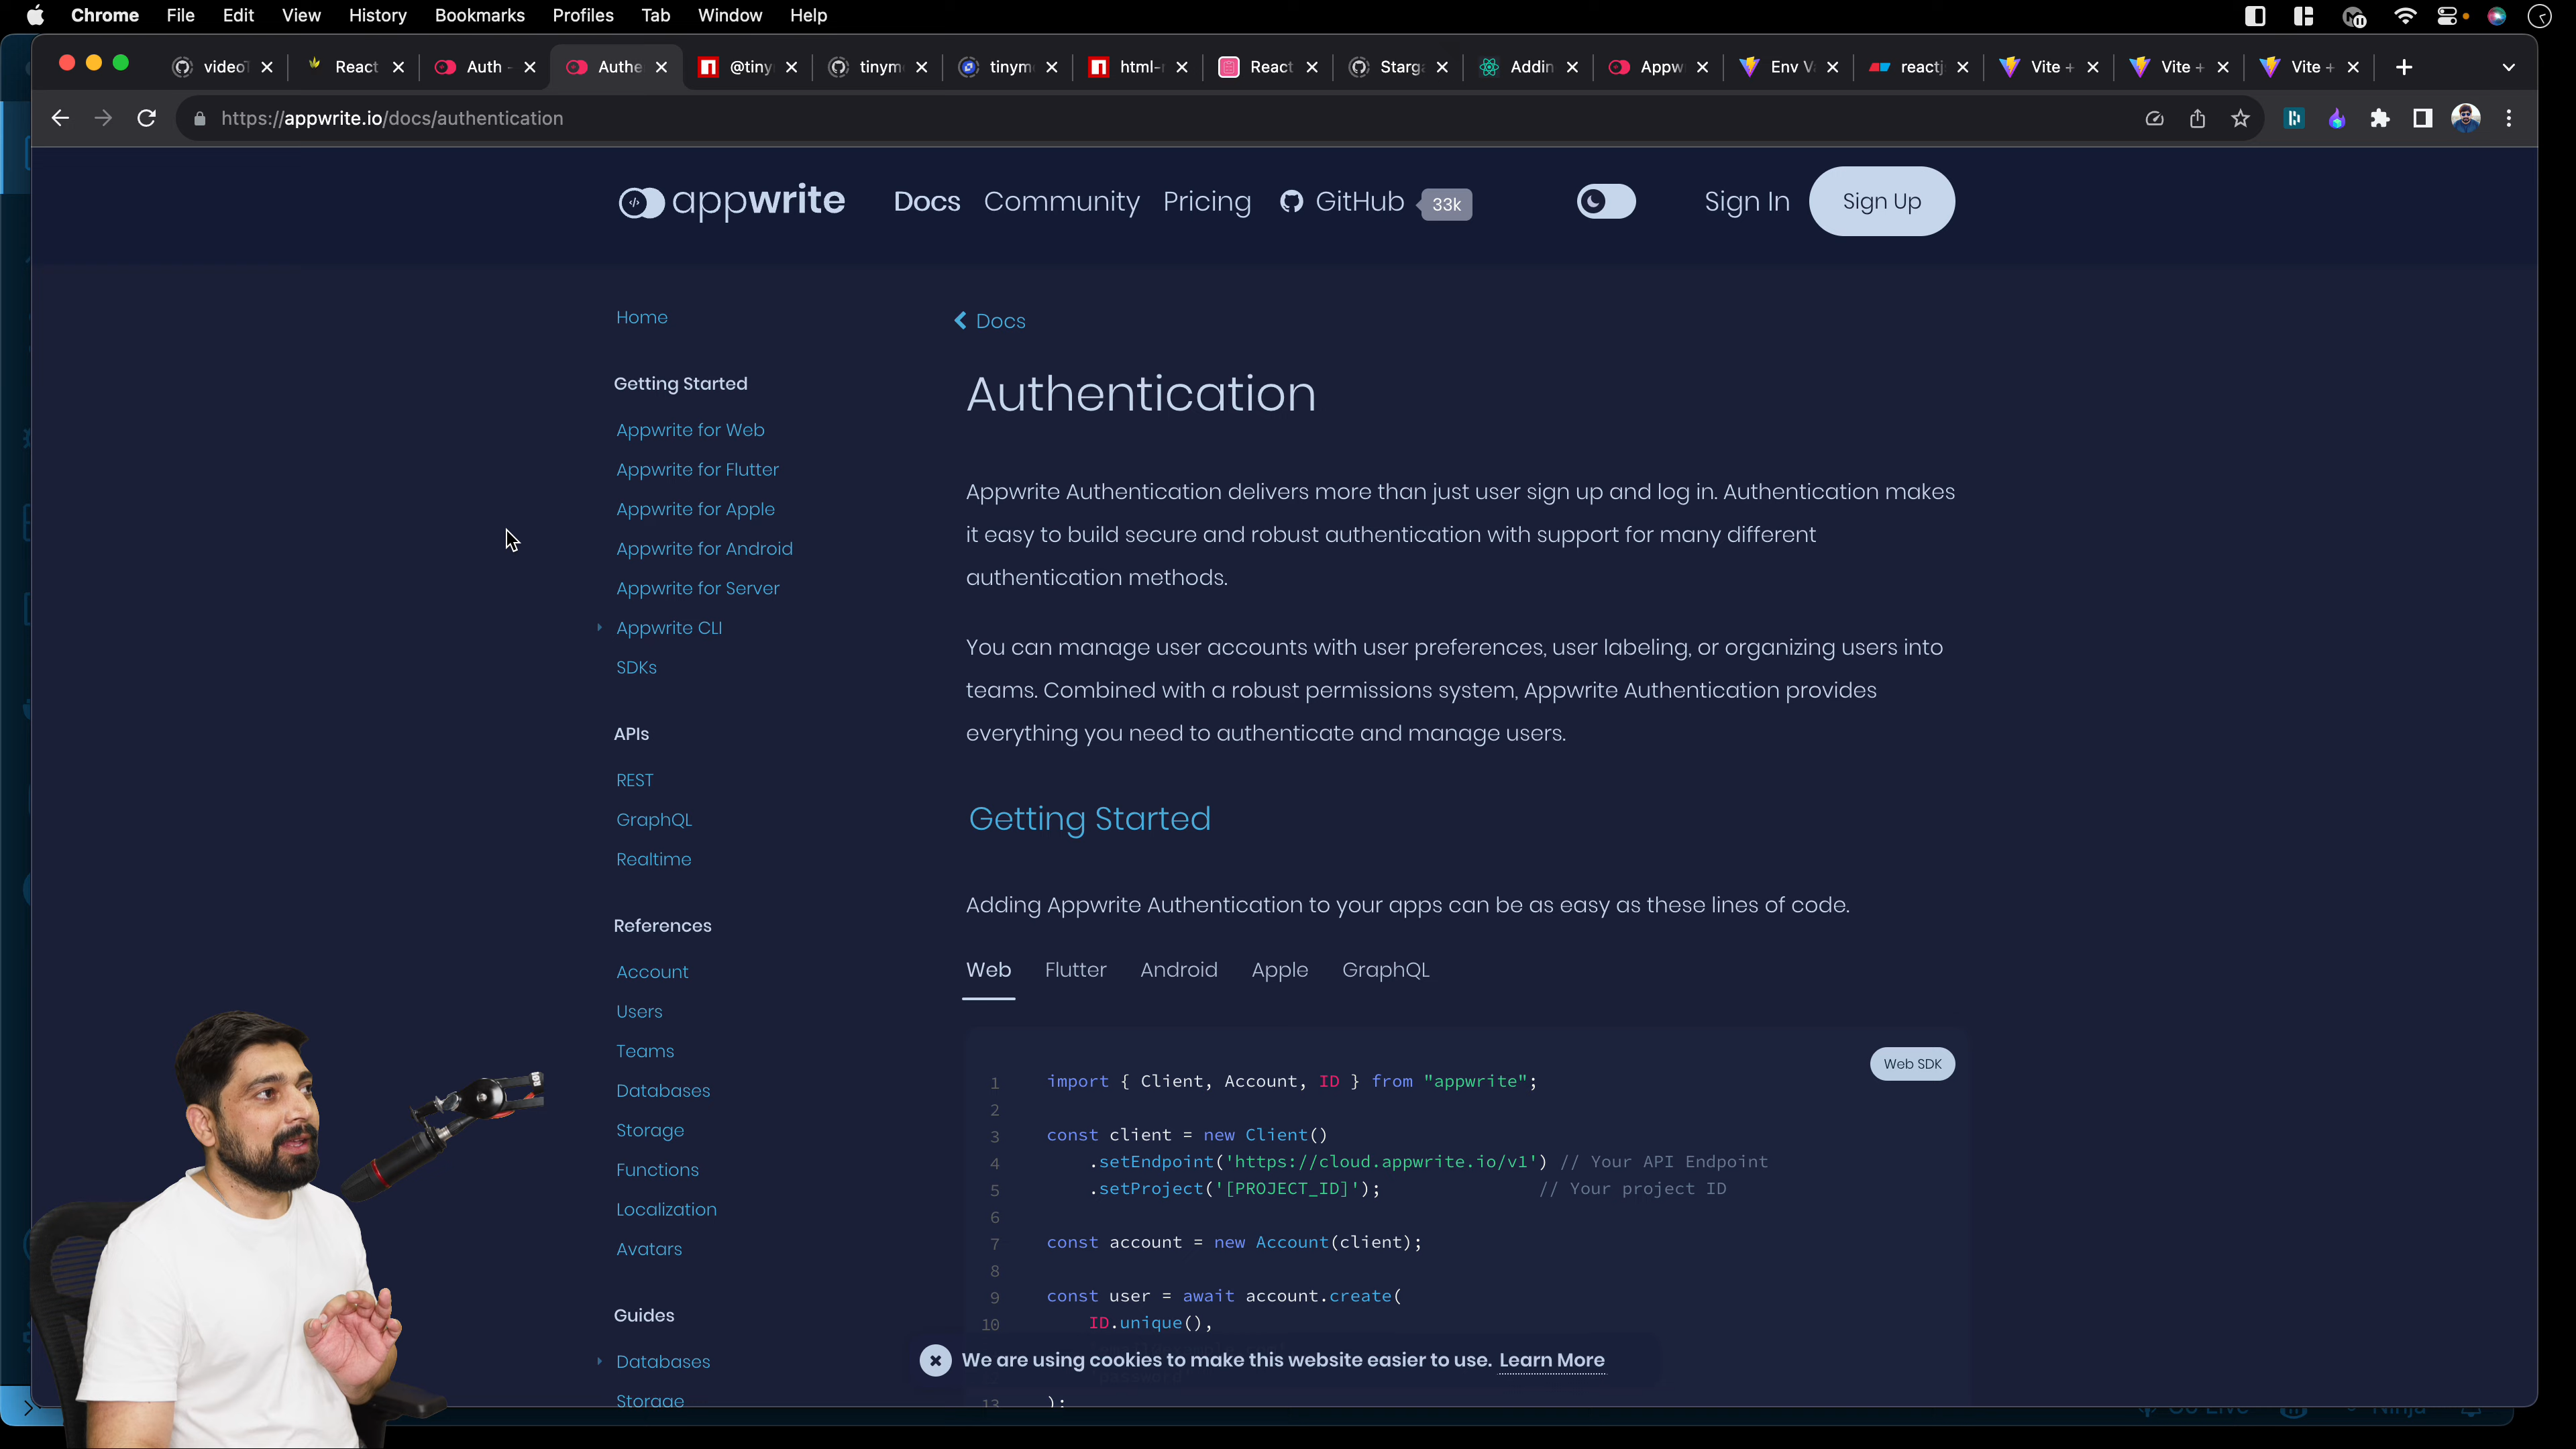 Chrome File Edit View History Bookmarks Profiles Tab Window Help
videoT React Auth - Authe @tiny tinym tinym html-r React Starga Addin Appw Env V reactj Vite + Vite + Vite +
https://appwrite.io/docs/authentication
appwrite Docs Community Pricing GitHub 33k Sign In Sign Up
Home
Getting Started
Appwrite for Web
Appwrite for Flutter
Appwrite for Apple
Appwrite for Android
Appwrite for Server
Appwrite CLI
SDKs
APIs
REST
GraphQL
Realtime
References
Account
Users
Teams
Databases
Storage
Functions
Localization
Avatars
Guides
Databases
Storage
Docs
Authentication
Appwrite Authentication delivers more than just user sign up and log in. Authentication makes
it easy to build secure and robust authentication with support for many different
authentication methods.
You can manage user accounts with user preferences, user labeling, or organizing users into
teams. Combined with a robust permissions system, Appwrite Authentication provides
everything you need to authenticate and manage users.
Getting Started
Adding Appwrite Authentication to your apps can be as easy as these lines of code.
Web Flutter Android Apple GraphQL
Web SDK
1 import { Client, Account, ID } from "appwrite";
2
3 const client = new Client()
4 .setEndpoint('https://cloud.appwrite.io/v1') // Your API Endpoint
5 .setProject('[PROJECT_ID]'); // Your project ID
6
7 const account = new Account(client);
8
9 const user = await account.create(
10 ID.unique(),
We are using cookies to make this website easier to use. Learn More
password
13 );
Go Live Ninja